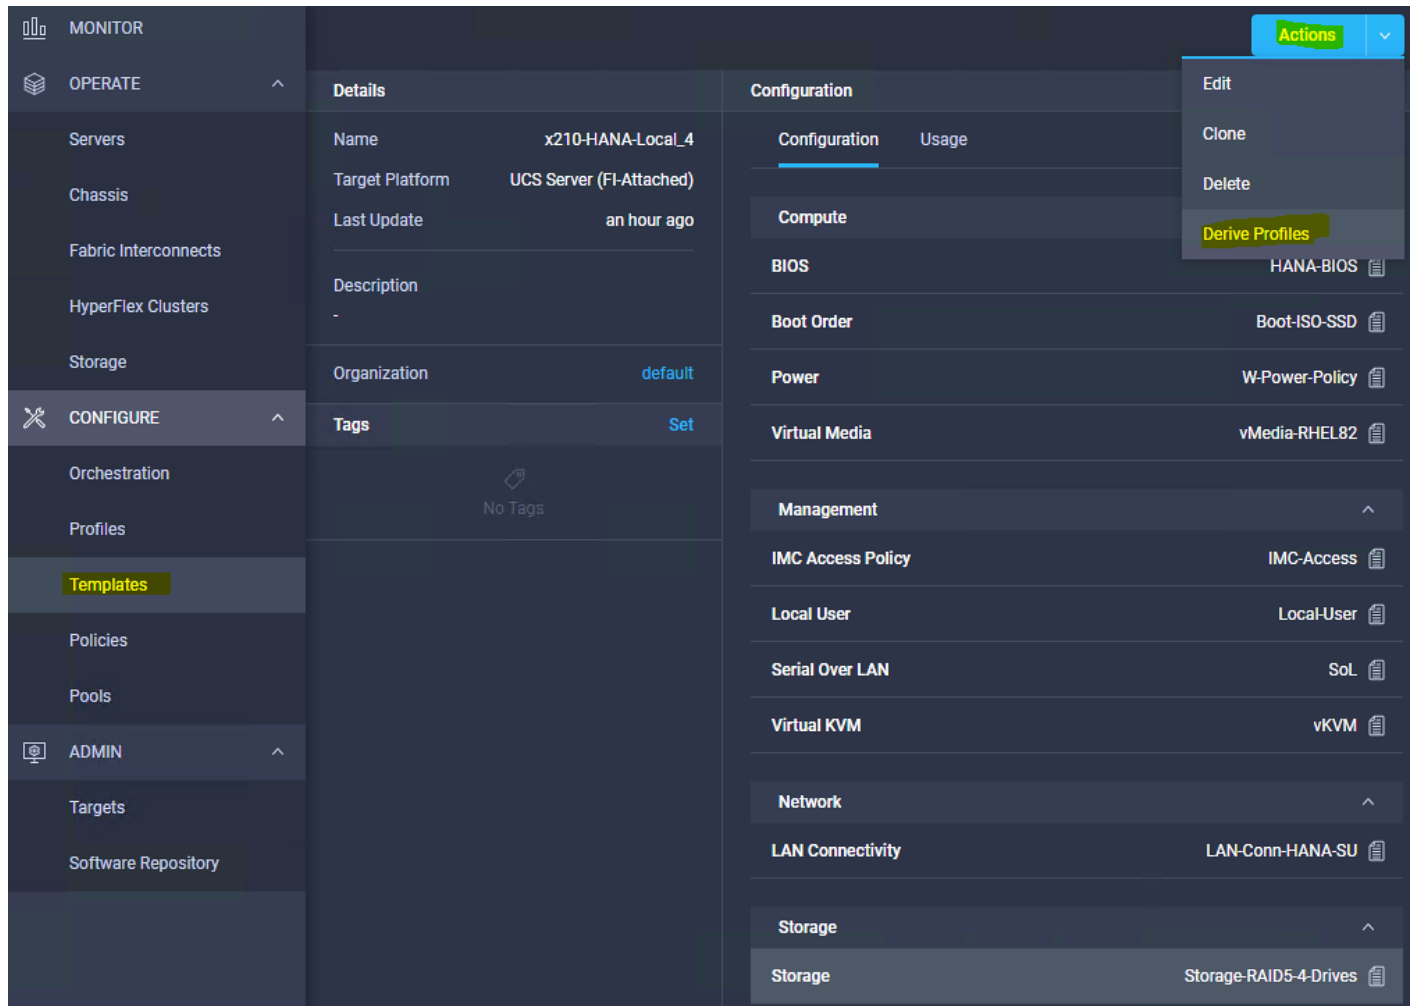 MONITOR
OPERATE
Servers
Chassis
Fabric Interconnects
HyperFlex Clusters
Storage
CONFIGURE
Orchestration
Profiles
Templates
Policies
Pools
ADMIN
Targets
Software Repository
Details
Name x210-HANA-Local_4
Target Platform UCS Server (FI-Attached)
Last Update an hour ago
Description
-
Organization default
Tags Set
No Tags
Actions
Edit
Clone
Delete
Derive Profiles
Configuration
Configuration Usage
Compute
BIOS HANA-BIOS
Boot Order Boot-ISO-SSD
Power W-Power-Policy
Virtual Media vMedia-RHEL82
Management
IMC Access Policy IMC-Access
Local User Local-User
Serial Over LAN SoL
Virtual KVM vKVM
Network
LAN Connectivity LAN-Conn-HANA-SU
Storage
Storage Storage-RAID5-4-Drives